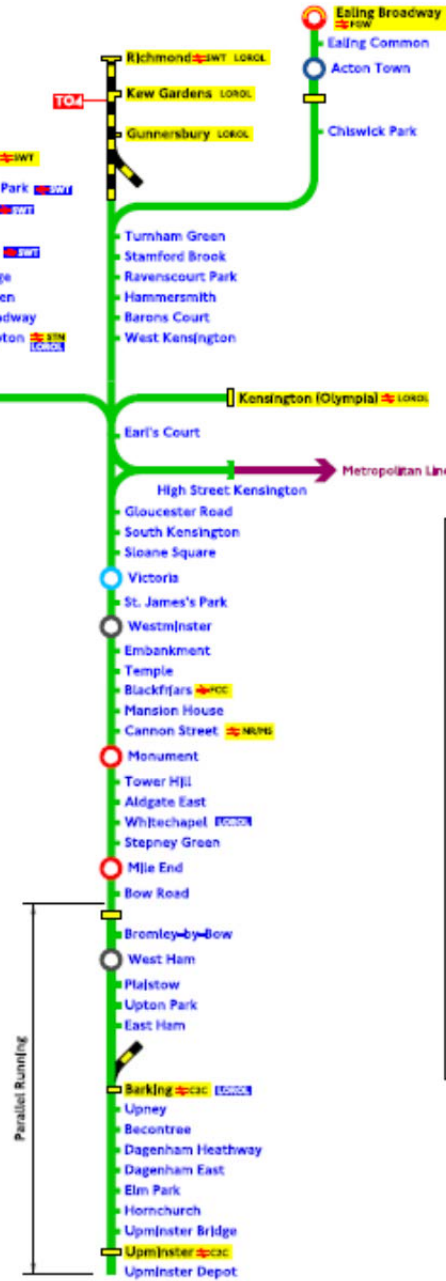 Ealing Broadway
FGW
Ealing Common
Acton Town
Chiswick Park
Richmond SWT LOROL
TO4
Kew Gardens LOROL
Gunnersbury LOROL
SWT
Park SWT
SWT
SWT
ge
en
adway
ton STN
LOROL
Turnham Green
Stamford Brook
Ravenscourt Park
Hammersmith
Barons Court
West Kensington
Kensington (Olympia) LOROL
Earl's Court
Metropolitan Line
High Street Kensington
Gloucester Road
South Kensington
Sloane Square
Victoria
St. James's Park
Westminster
Embankment
Temple
Blackfriars FCC
Mansion House
Cannon Street NR/MS
Monument
Tower Hill
Aldgate East
Whitechapel LOROL
Stepney Green
Mile End
Bow Road
Bromley-by-Bow
West Ham
Plaistow
Upton Park
East Ham
Parallel Running
Barking C2C LOROL
Upney
Becontree
Dagenham Heathway
Dagenham East
Elm Park
Hornchurch
Upminster Bridge
Upminster C2C
Upminster Depot